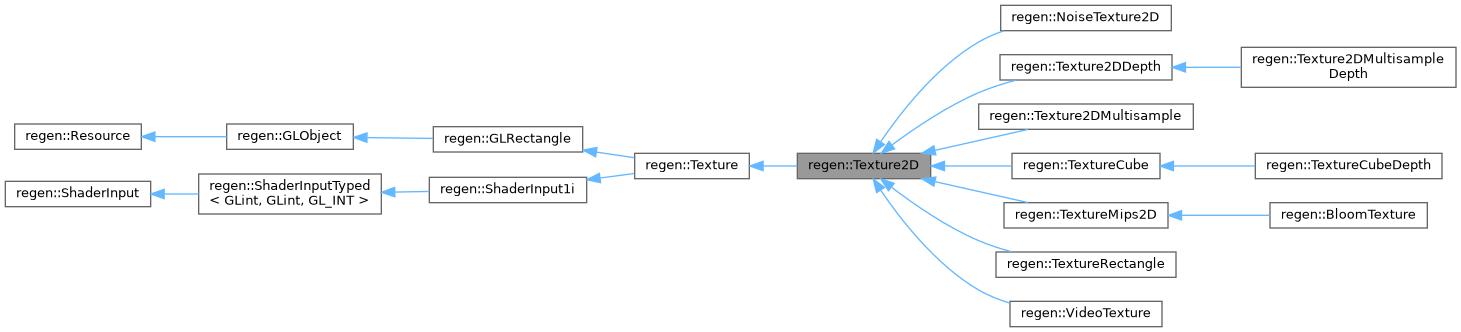 regen::Resource
regen::ShaderInput
regen::GLObject
regen::ShaderInputTyped
< GLint, GLint, GL_INT >
regen::GLRectangle
regen::ShaderInput1i
regen::Texture
regen::Texture2D
regen::NoiseTexture2D
regen::Texture2DDepth
regen::Texture2DMultisample
regen::TextureCube
regen::TextureMips2D
regen::TextureRectangle
regen::VideoTexture
regen::Texture2DMultisample
Depth
regen::TextureCubeDepth
regen::BloomTexture